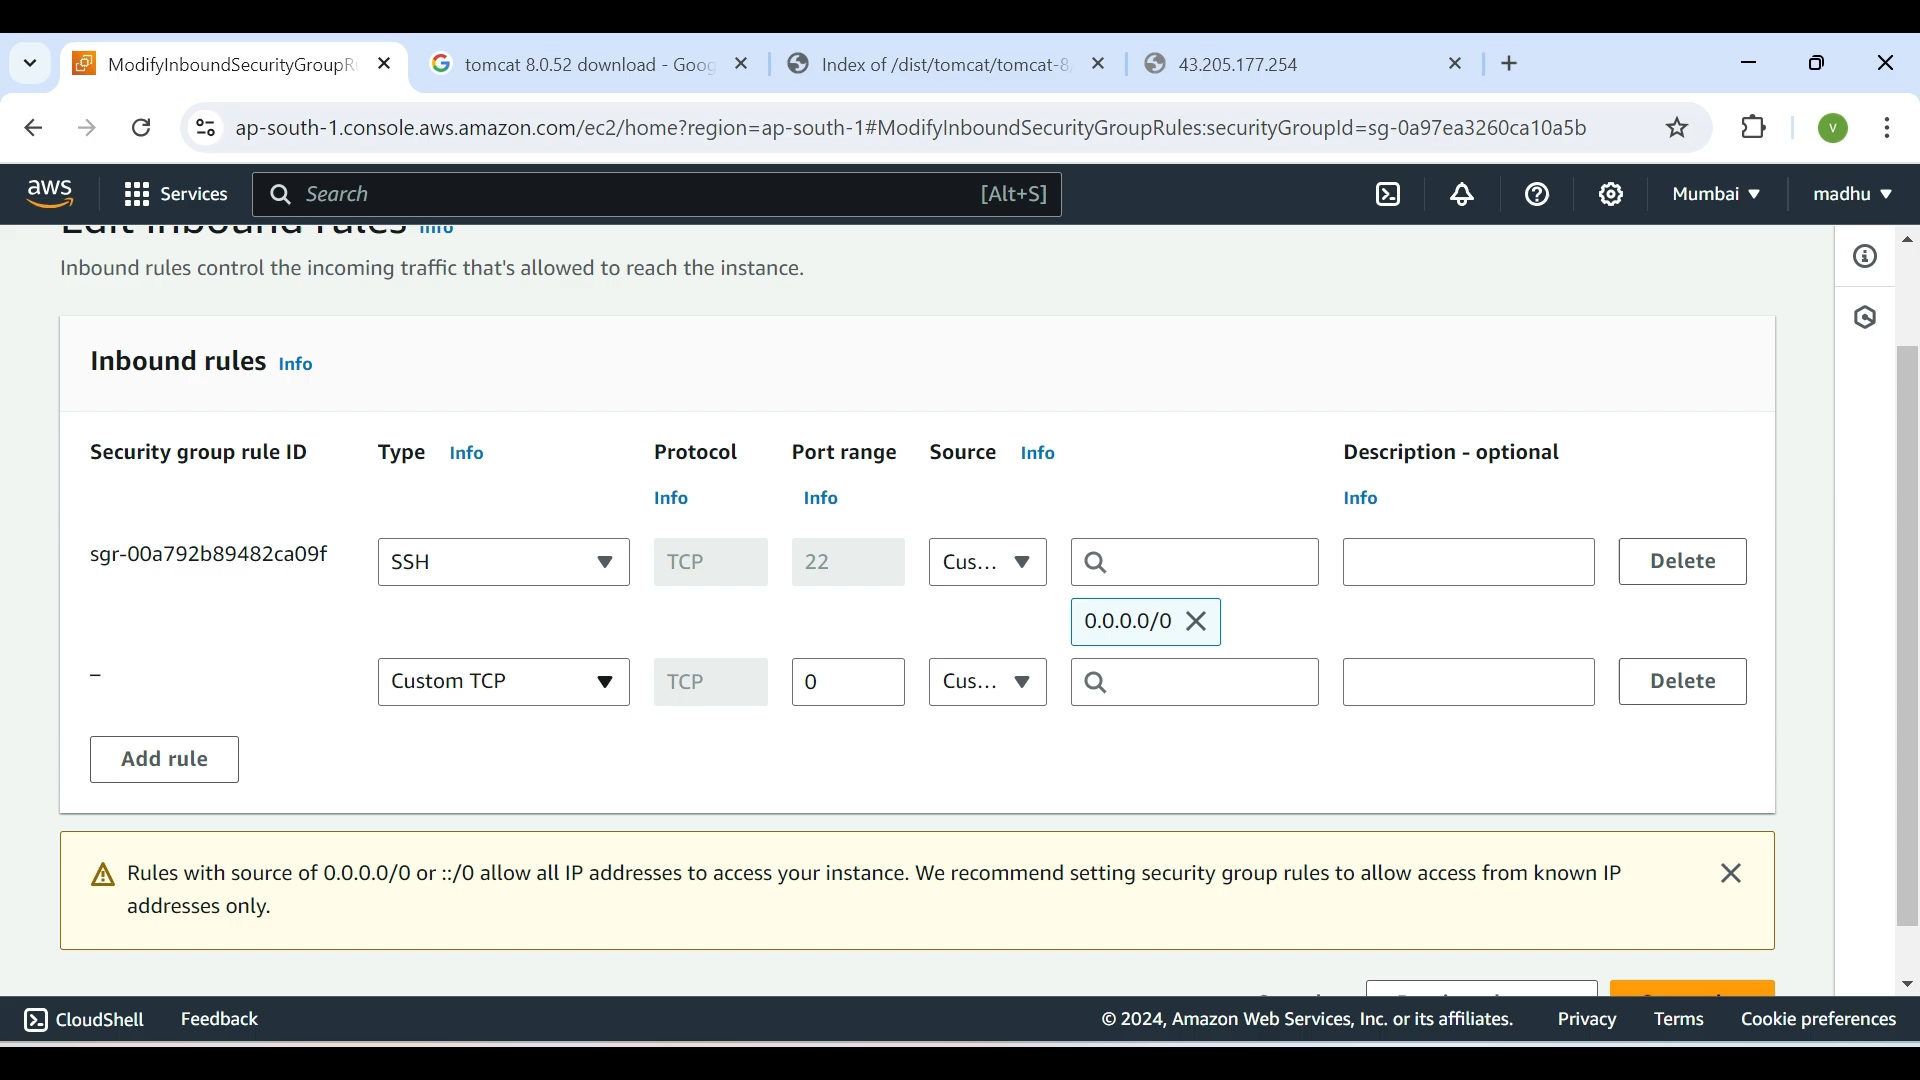 ModifyInboundSecurityGroupR
tomcat 8.0.52 download - Goog
Index of /dist/tomcat/tomcat-8
43.205.177.254
ap-south-1.console.aws.amazon.com/ec2/home?region=ap-south-1#ModifyInboundSecurityGroupRules:securityGroupId=sg-0a97ea3260ca10a5b
V
aws
Services
Search
[Alt+S]
Mumbai
madhu
Edit inbound rules Info
Inbound rules control the incoming traffic that's allowed to reach the instance.
Inbound rules Info
Security group rule ID Type Info Protocol Port range Source Info Description - optional
Info Info Info
sgr-00a792b89482ca09f SSH TCP 22 Cus... Delete
0.0.0.0/0
– Custom TCP TCP 0 Cus... Delete
Add rule
Rules with source of 0.0.0.0/0 or ::/0 allow all IP addresses to access your instance. We recommend setting security group rules to allow access from known IP
addresses only.
CloudShell Feedback © 2024, Amazon Web Services, Inc. or its affiliates. Privacy Terms Cookie preferences